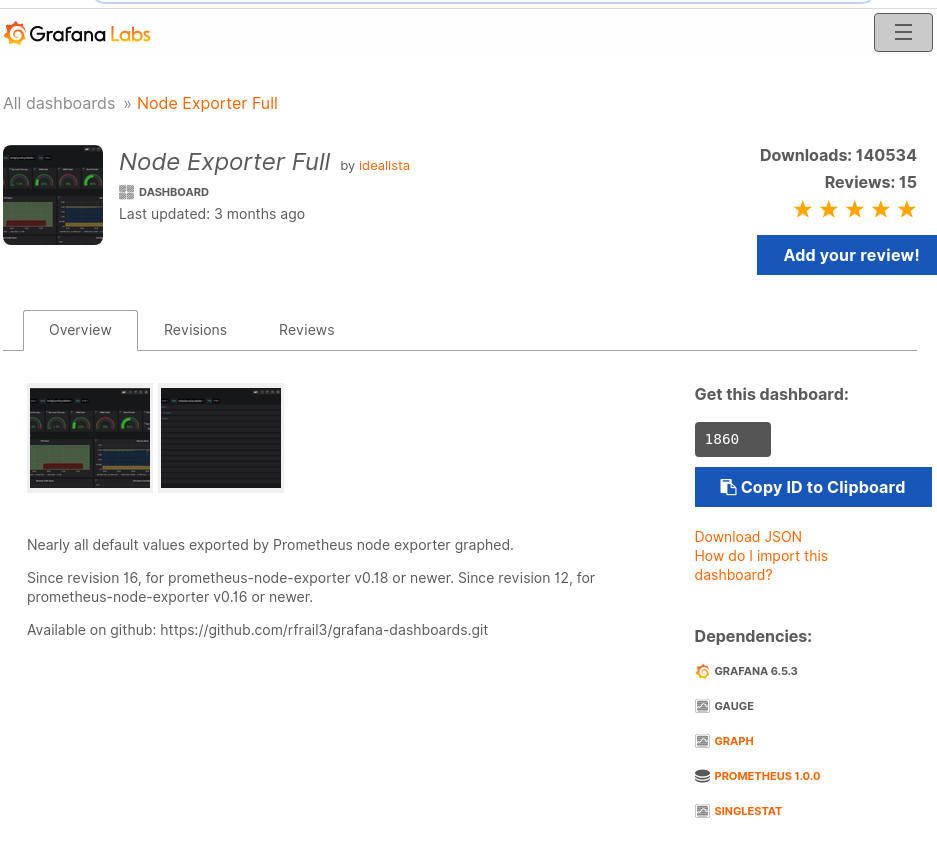 Grafana Labs
All dashboards » Node Exporter Full
Node Exporter Full by idealista
DASHBOARD
Last updated: 3 months ago
Downloads: 140534
Reviews: 15
Add your review!
Overview Revisions Reviews
Nearly all default values exported by Prometheus node exporter graphed.
Since revision 16, for prometheus-node-exporter v0.18 or newer. Since revision 12, for
prometheus-node-exporter v0.16 or newer.
Available on github: https://github.com/rfrail3/grafana-dashboards.git
Get this dashboard:
1860
Copy ID to Clipboard
Download JSON
How do I import this
dashboard?
Dependencies:
GRAFANA 6.5.3
GAUGE
GRAPH
PROMETHEUS 1.0.0
SINGLESTAT